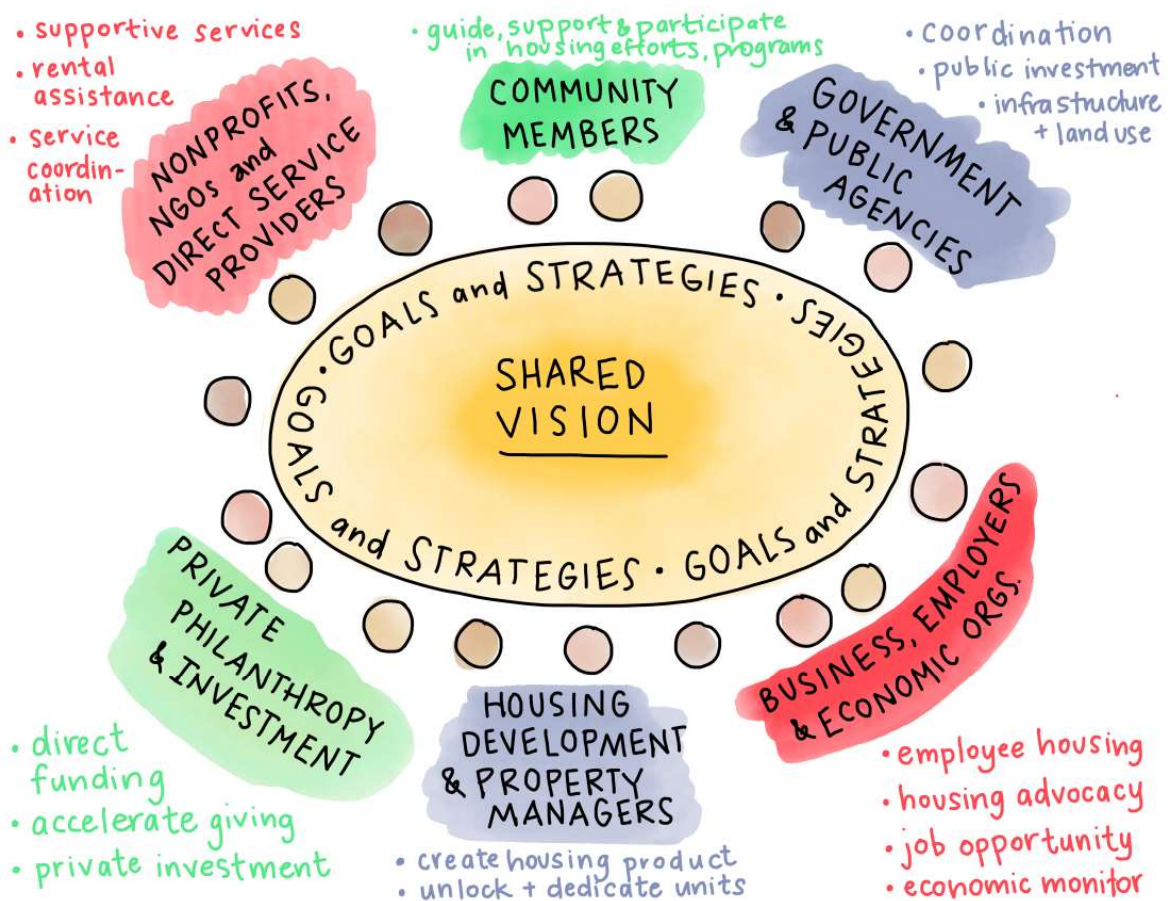 • supportive services
• rental
assistance
• service
coordin-
ation
NONPROFITS,
NGOs and
DIRECT SERVICE
PROVIDERS
• guide, support & participate
in housing efforts, programs
COMMUNITY
MEMBERS
• coordination
• public investment
• infrastructure
+ land use
GOVERNMENT
& PUBLIC
AGENCIES
GOALS and STRATEGIES • GOALS and STRATEGIES • GOALS and STRATEGIES •
SHARED
VISION
PRIVATE
PHILANTHROPY
& INVESTMENT
• direct
funding
• accelerate giving
• private investment
HOUSING
DEVELOPMENT
& PROPERTY
MANAGERS
• create housing product
• unlock + dedicate units
BUSINESS, EMPLOYERS
& ECONOMIC ORGS.
• employee housing
• housing advocacy
• job opportunity
• economic monitor